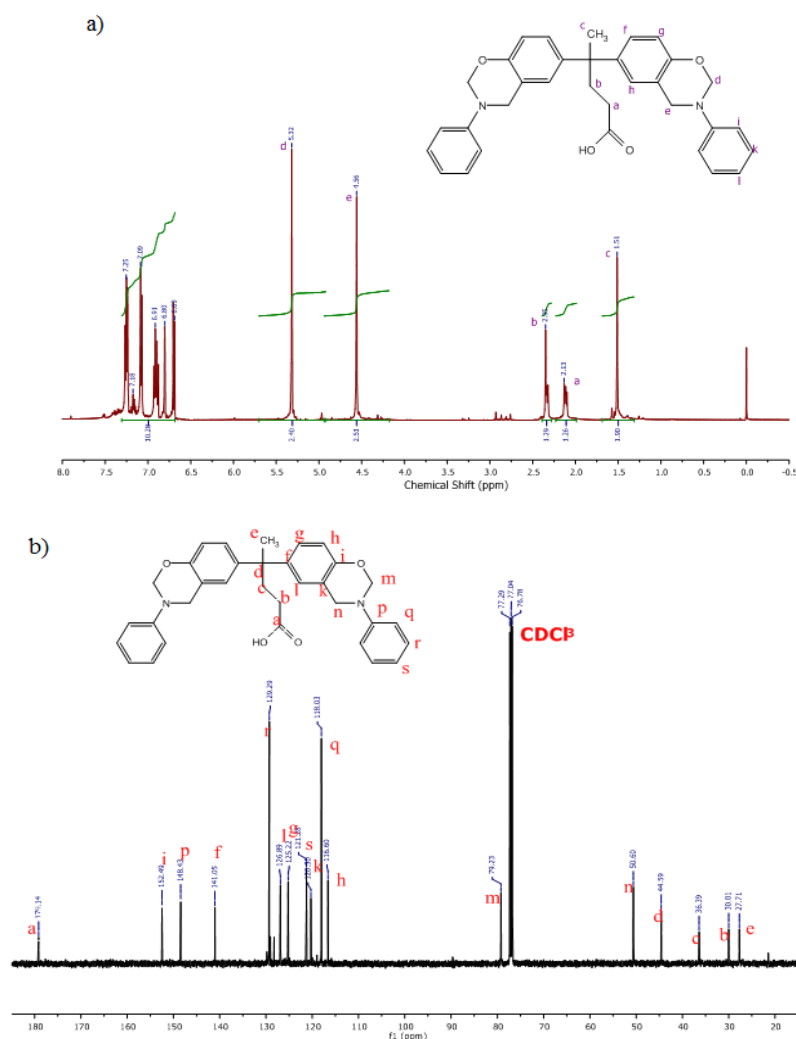 a)
c
CH3
f
g
O
O
d
b
h
N
N
e
a
i
k
HO
O
l
d
5.32
e
4.56
7.25
7.09
c
1.51
6.91
6.80
b
7.18
2.13
a
10.28
2.40
2.51
1.29
1.26
1.90
8.0 7.5 7.0 6.5 6.0 5.5 5.0 4.5 4.0 3.5 3.0 2.5 2.0 1.5 1.0 0.5 0.0 -0.5
Chemical Shift (ppm)
b)
e
CH3
g
h
O
f
i
O
d
m
c
l
k
N
b
n
N
p
q
a
HO
O
r
s
77.29
77.04
76.78
CDCl3
129.29
118.03
r
q
i
p
f
l
g
s
k
h
152.49
148.43
141.05
126.89
125.22
116.60
79.23
m
50.60
n
44.59
d
36.39
c
30.01
b
27.71
e
a
180 170 160 150 140 130 120 110 100 90 80 70 60 50 40 30 20 10
f1 (ppm)